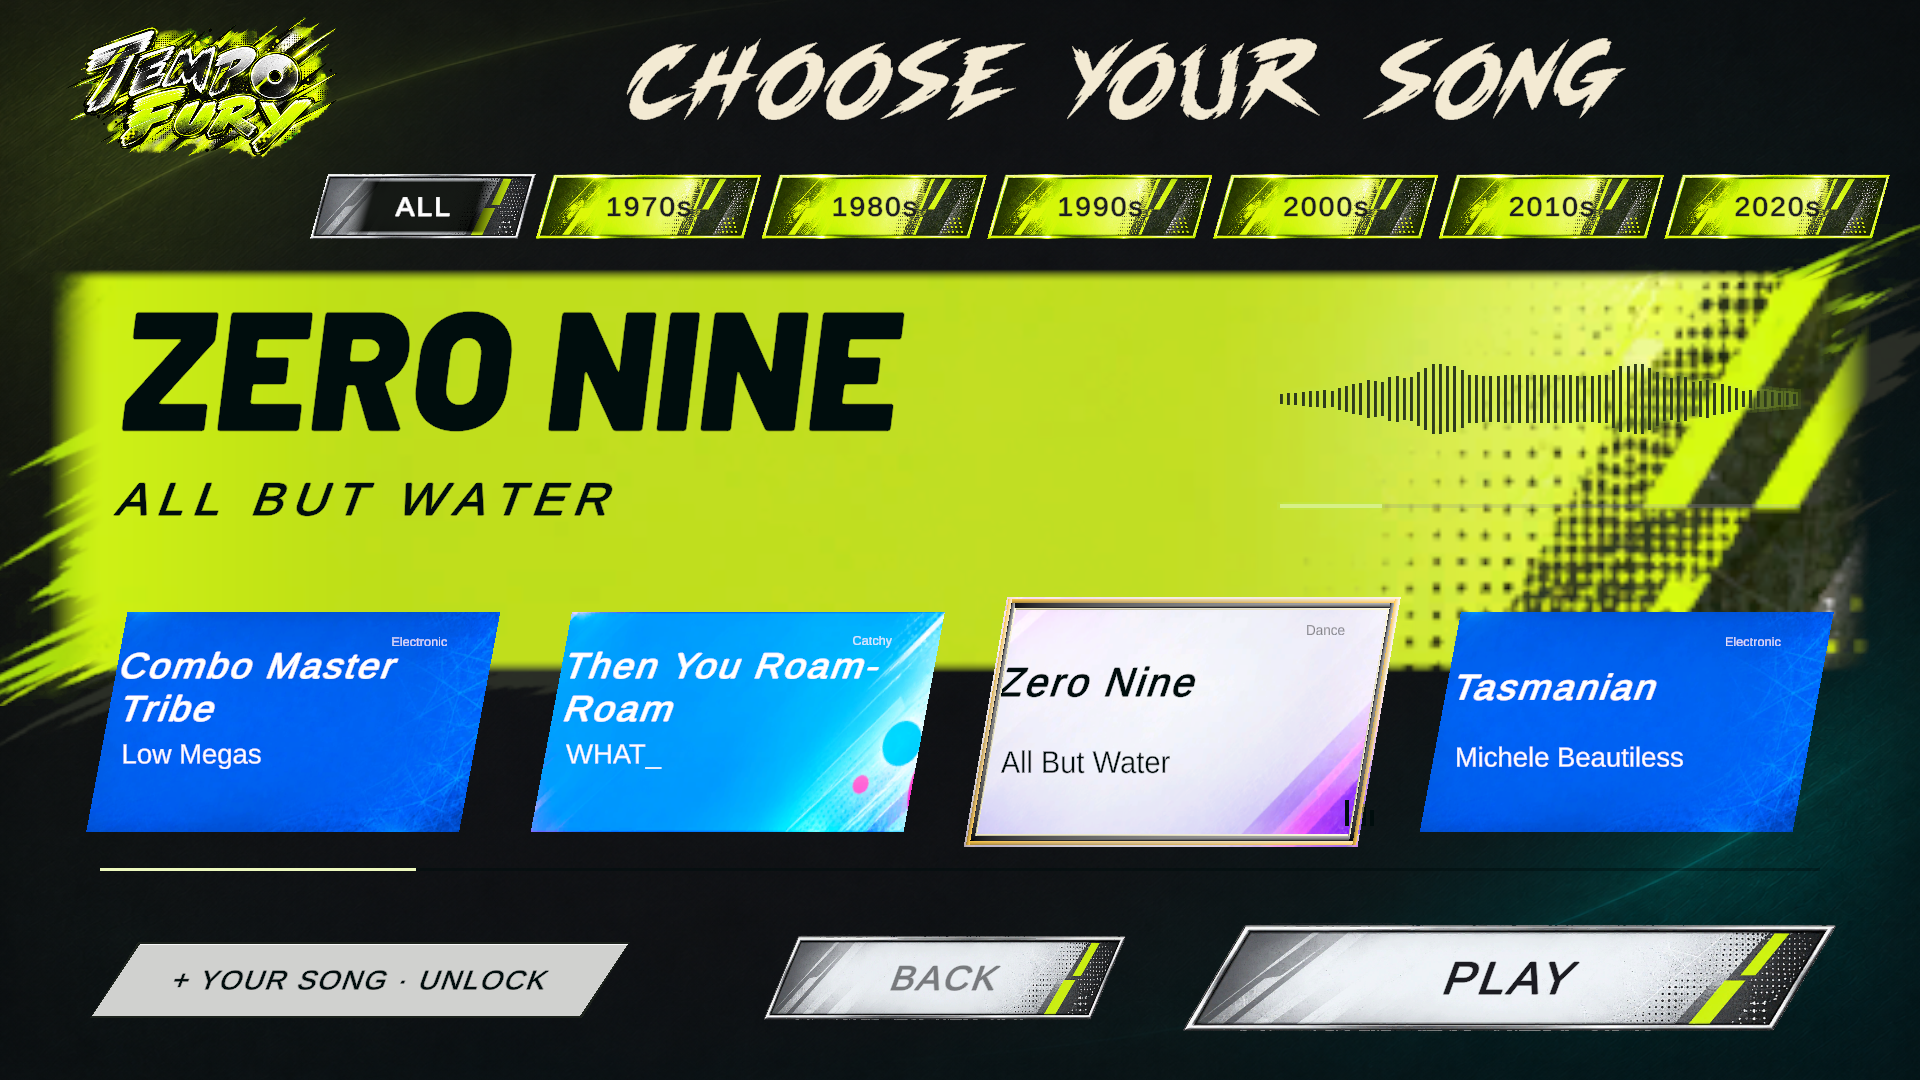 TEMPO
FURY
CHOOSE YOUR SONG
ALL
1970s
1980s
1990s
2000s
2010s
2020s
ZERO NINE
ALL BUT WATER
Electronic
Combo Master
Tribe
Low Megas
Catchy
Then You Roam-
Roam
WHAT_
Dance
Zero Nine
All But Water
Electronic
Tasmanian
Michele Beautiless
+ YOUR SONG · UNLOCK
BACK
PLAY